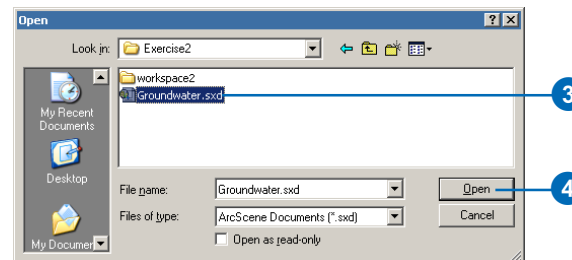 Open
Look in: Exercise2
workspace2
Groundwater.sxd
3
My Recent
Documents
Desktop
My Documen
File name: Groundwater.sxd Open
4
Files of type: ArcScene Documents (*.sxd) Cancel
Open as read-only